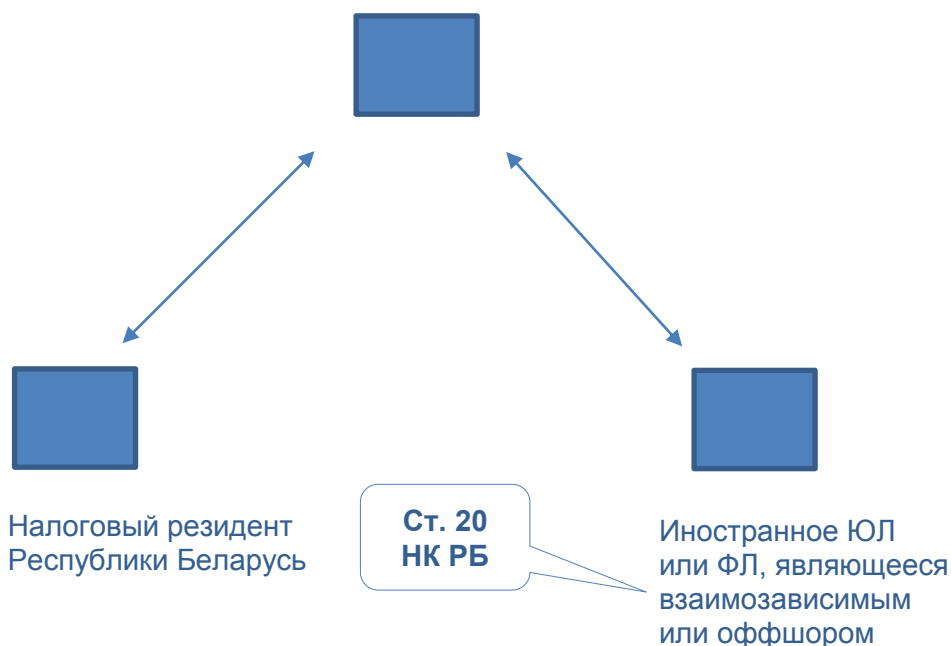 Налоговый резидент
Республики Беларусь
Ст. 20
НК РБ
Иностранное ЮЛ
или ФЛ, являющееся
взаимозависимым
или оффшором